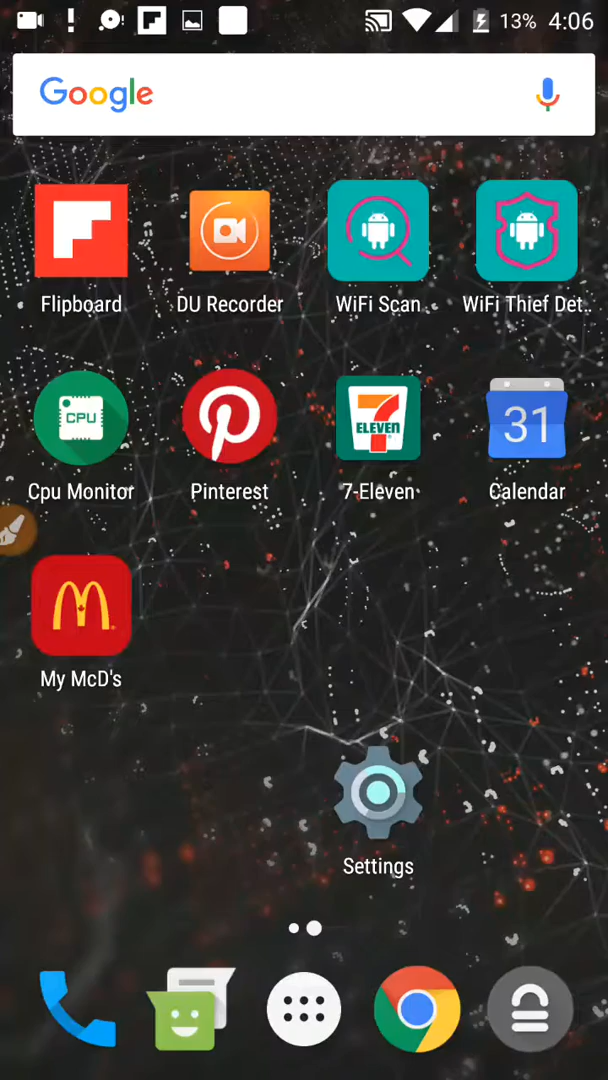 13% 4:06
Google
Flipboard DU Recorder WiFi Scan WiFi Thief Det..
CPU
7
ELEVEN
31
Cpu Monitor Pinterest 7-Eleven Calendar
My McD's
Settings